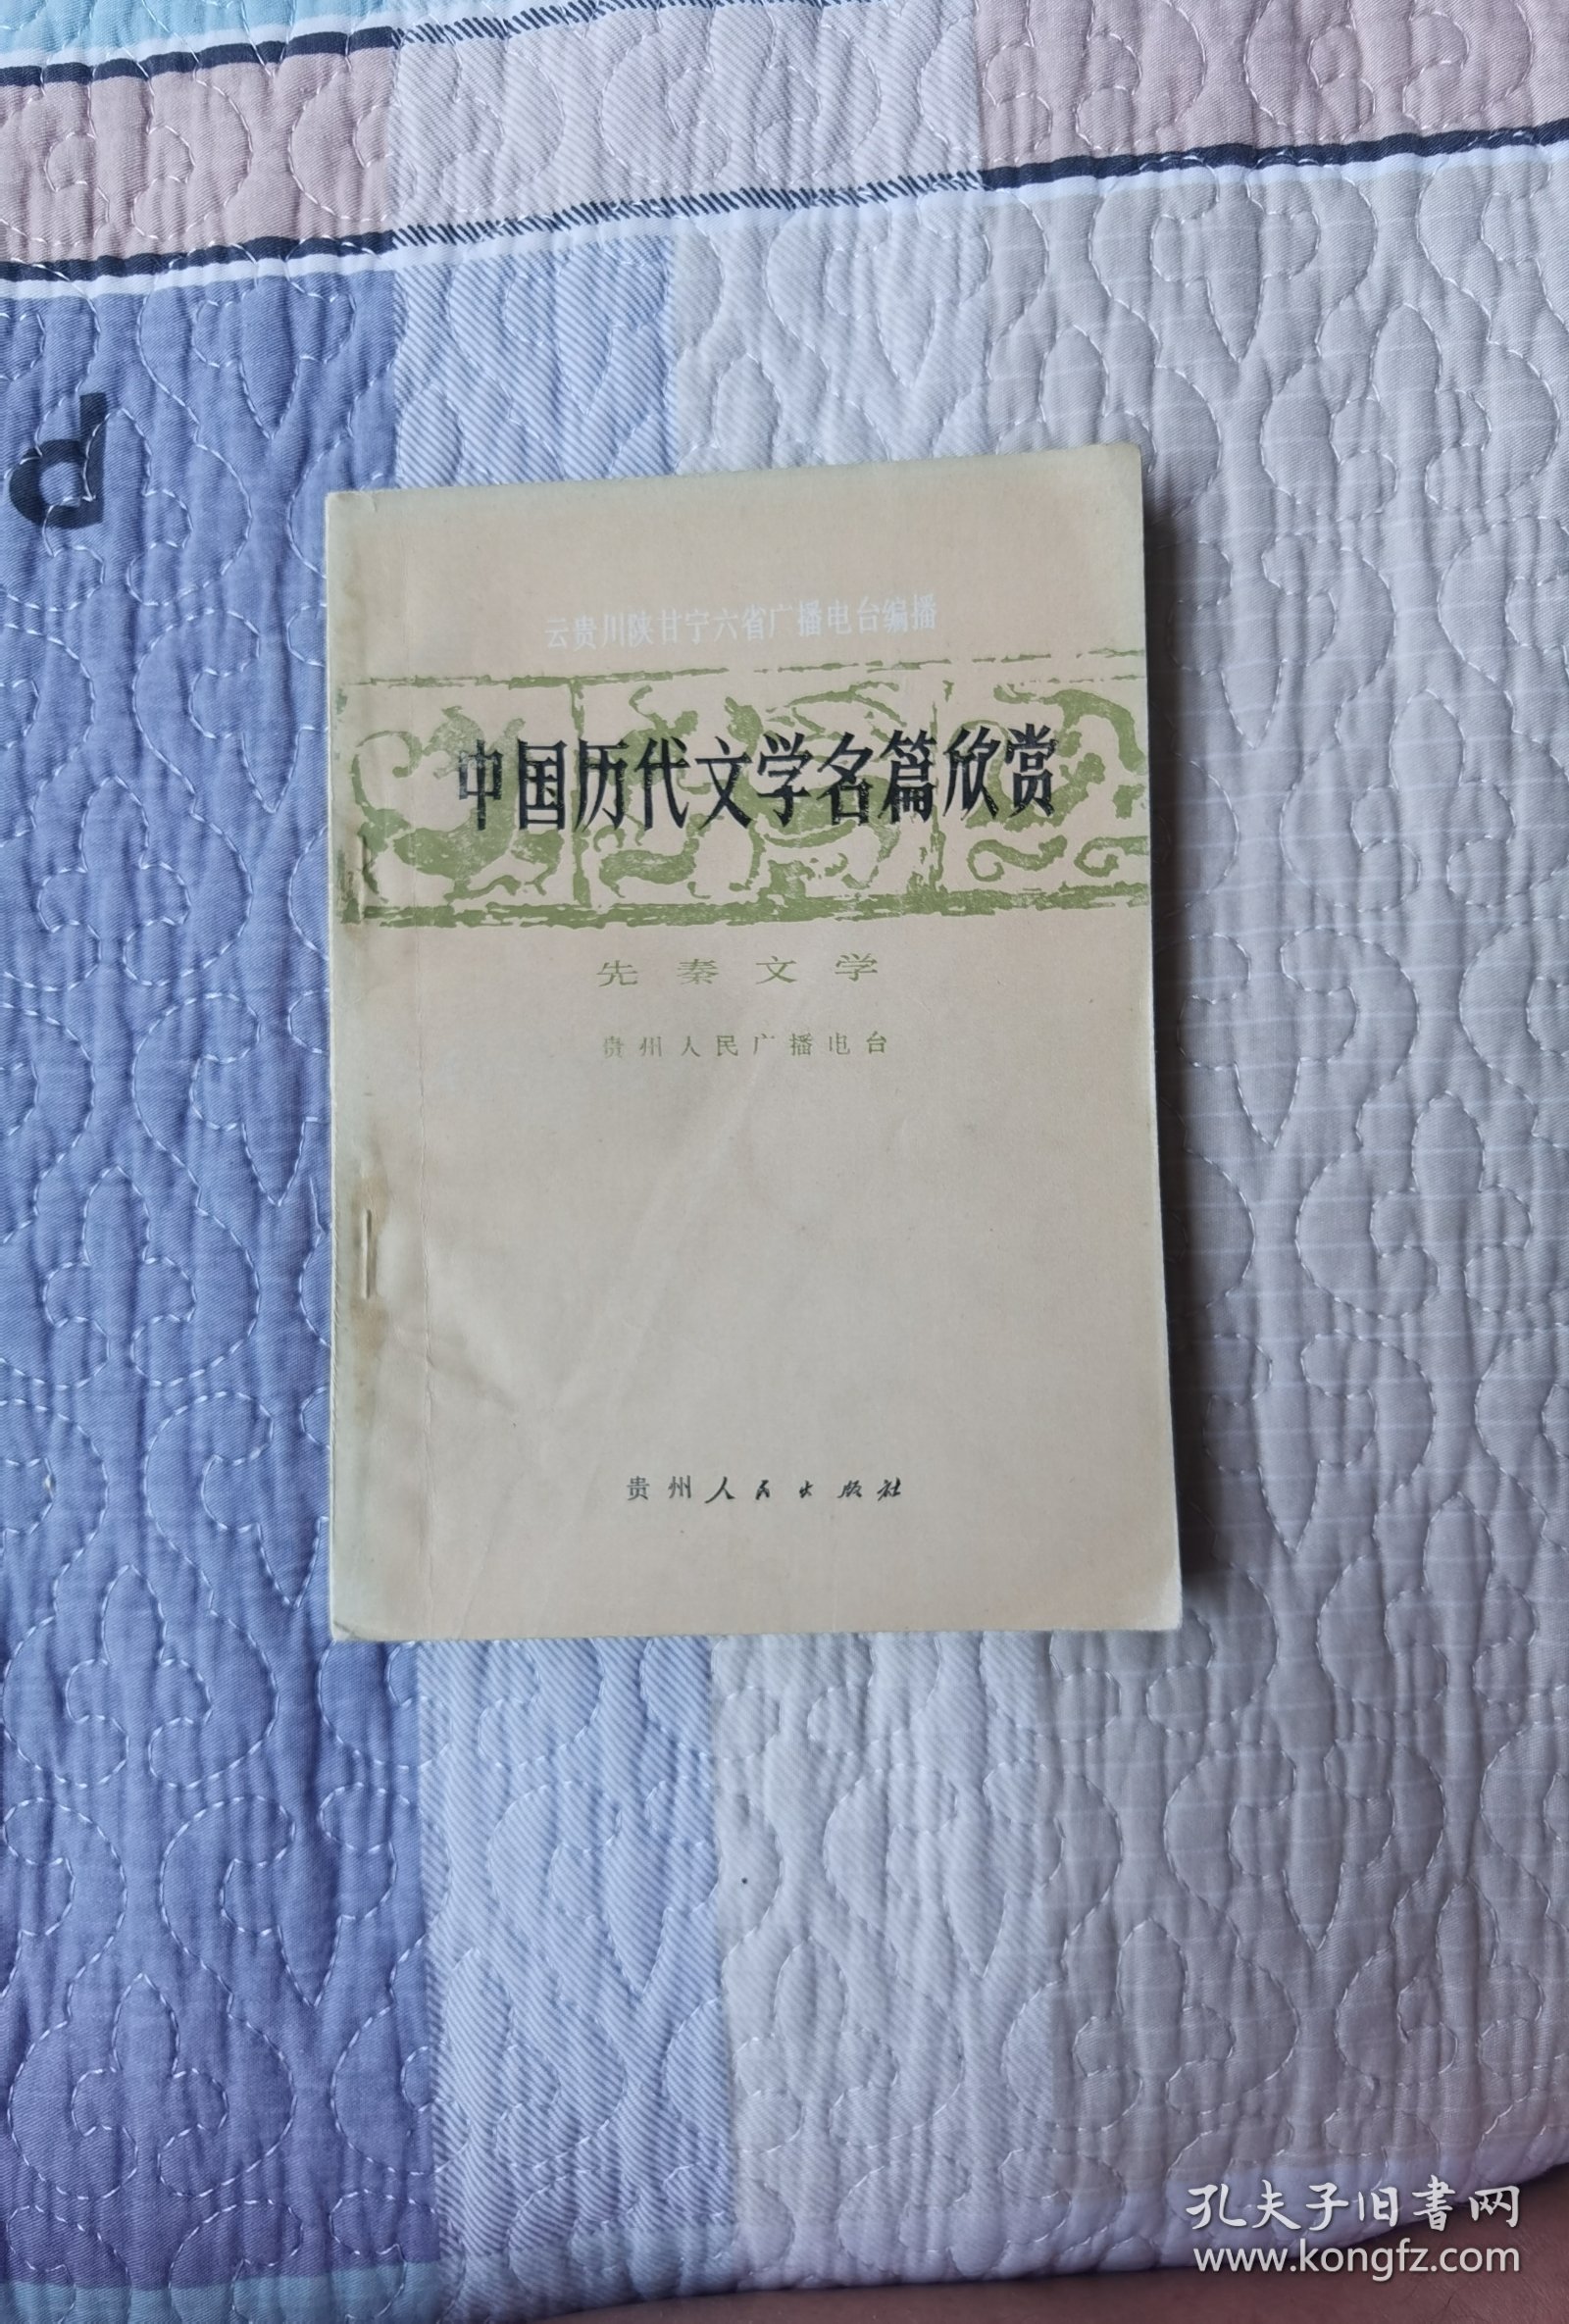 d
云贵川陕甘宁六省广播电台编播
中国历代文学名篇欣赏
先秦文学
贵州人民广播电台
贵州人民出版社
孔夫子旧书网
www.kongfz.com